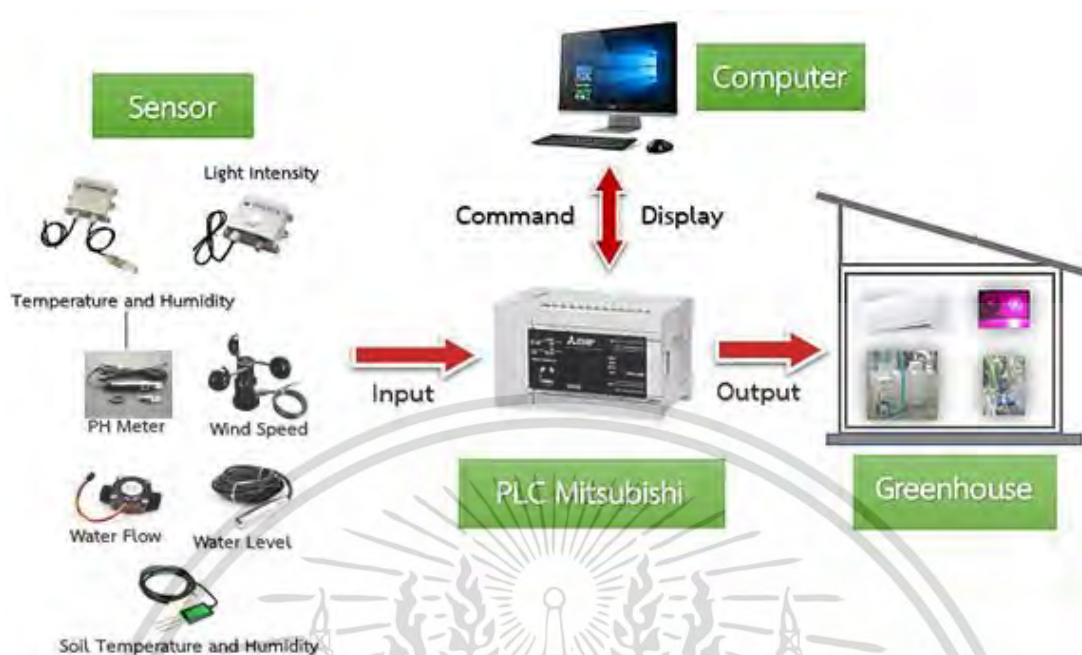 Sensor
Computer
Light Intensity
Command
Display
Temperature and Humidity
Input
Output
PH Meter
Wind Speed
PLC Mitsubishi
Greenhouse
Water Flow
Water Level
Soil Temperature and Humidity